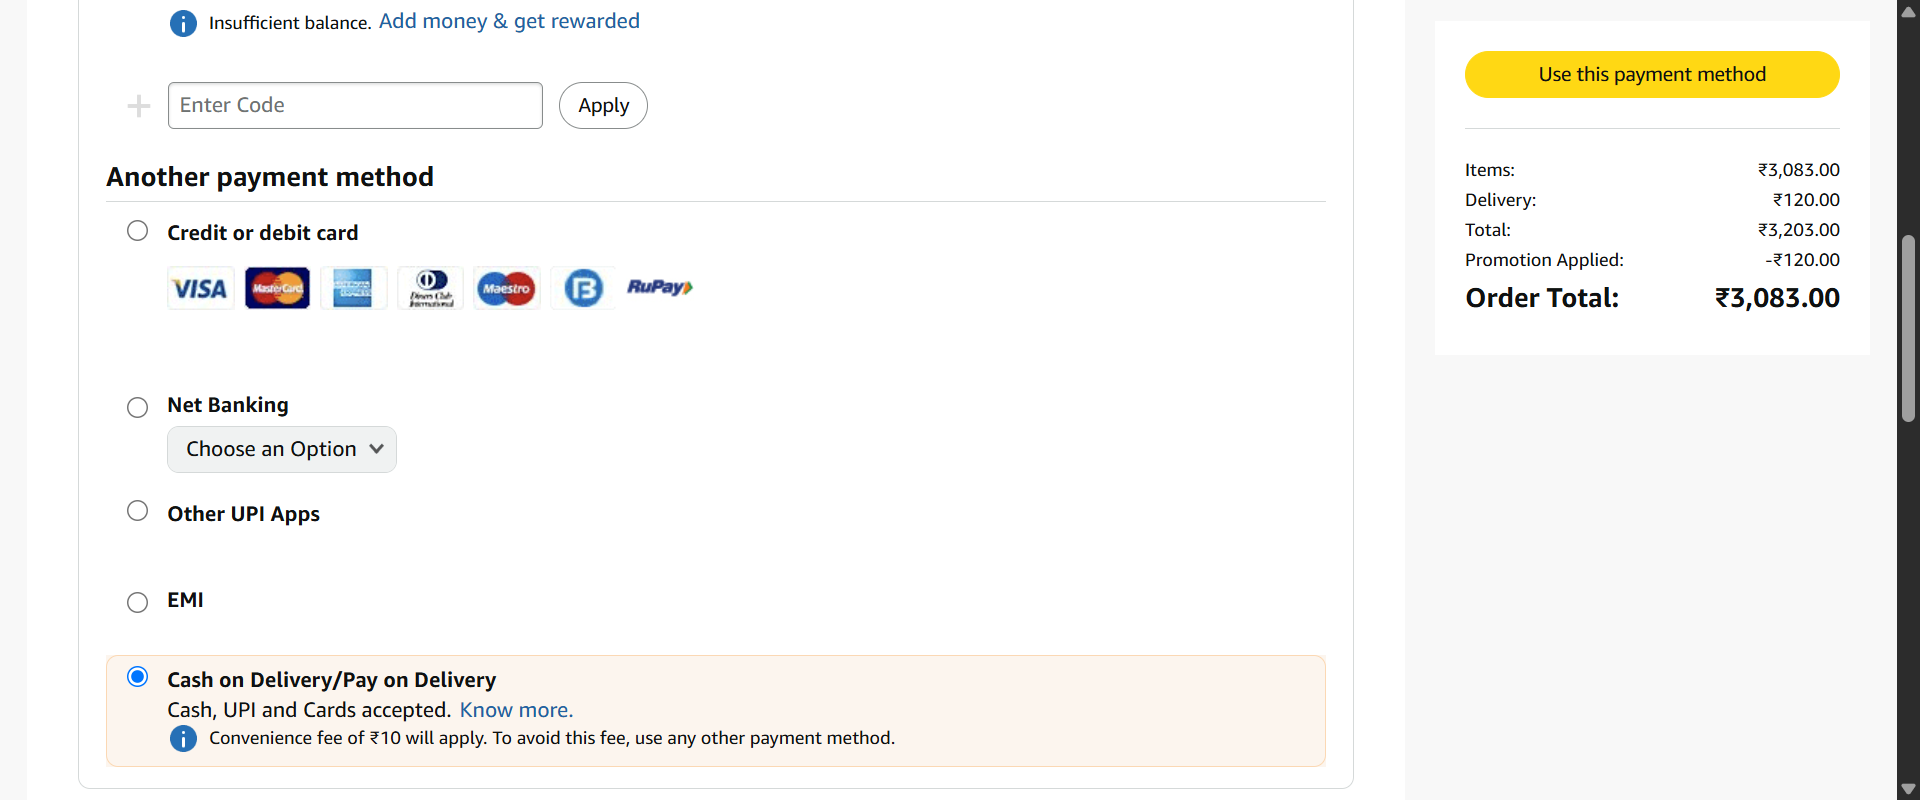 Insufficient balance. Add money & get rewarded
Enter Code
Apply
Another payment method
Credit or debit card
VISA MasterCard AMERICAN EXPRESS Diners Club International Maestro RuPay
Net Banking
Choose an Option
Other UPI Apps
EMI
Cash on Delivery/Pay on Delivery
Cash, UPI and Cards accepted. Know more.
Convenience fee of ₹10 will apply. To avoid this fee, use any other payment method.
Use this payment method
Items: ₹3,083.00
Delivery: ₹120.00
Total: ₹3,203.00
Promotion Applied: -₹120.00
Order Total: ₹3,083.00